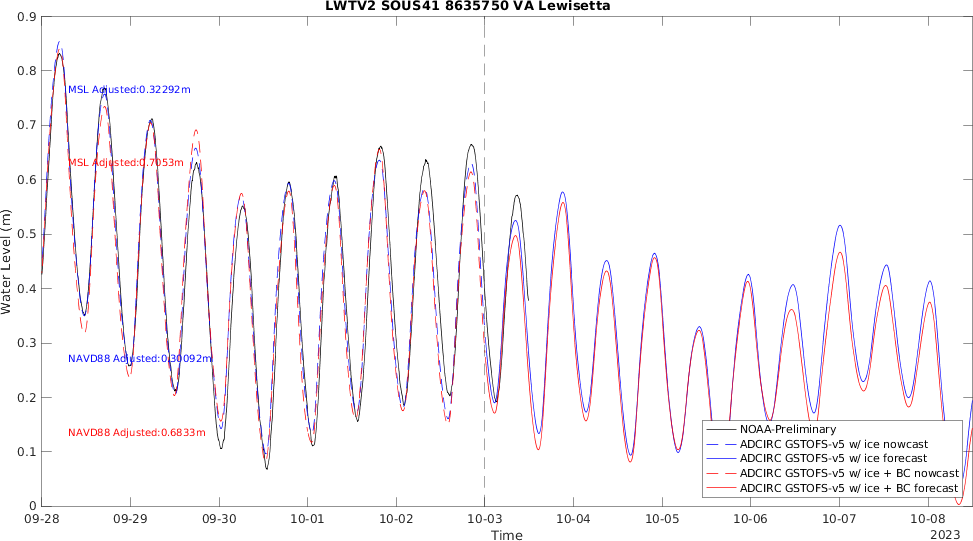 LWTV2 SOUS41 8635750 VA Lewisetta
0.9
0.8
0.7
0.6
0.5
0.4
0.3
0.2
0.1
0
Water Level (m)
MSL Adjusted:0.32292m
MSL Adjusted:0.7053m
NAVD88 Adjusted:0.30092m
NAVD88 Adjusted:0.6833m
NOAA-Preliminary
ADCIRC GSTOFS-v5 w/ ice nowcast
ADCIRC GSTOFS-v5 w/ ice forecast
ADCIRC GSTOFS-v5 w/ ice + BC nowcast
ADCIRC GSTOFS-v5 w/ ice + BC forecast
09-28 09-29 09-30 10-01 10-02 10-03 10-04 10-05 10-06 10-07 10-08
Time
2023